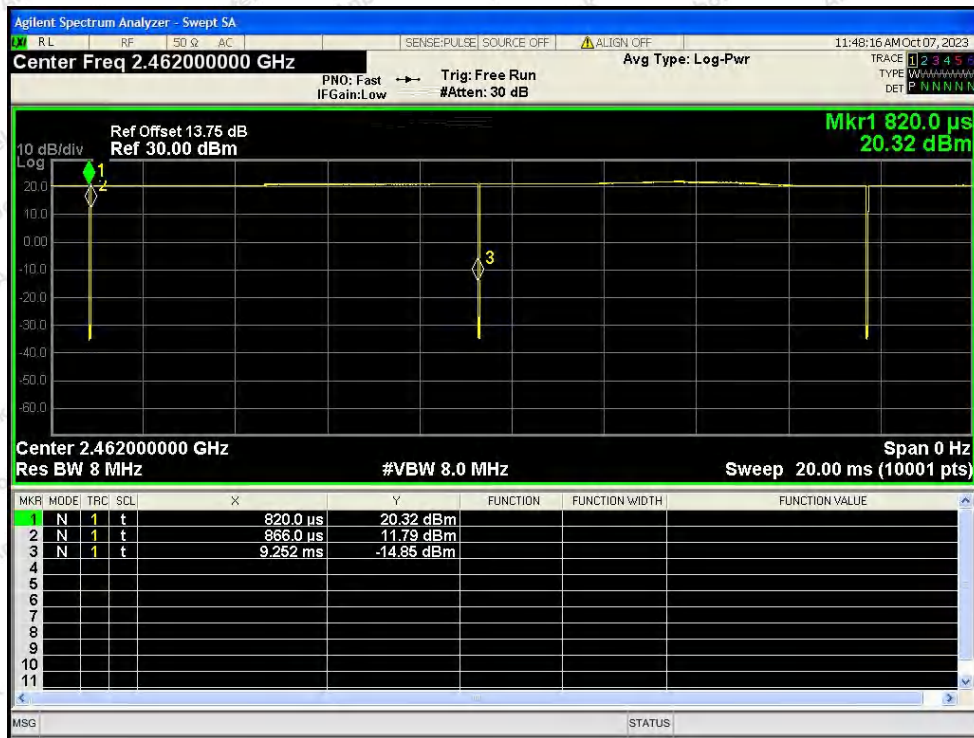 Agilent Spectrum Analyzer - Swept SA
LXI RL RF 50 Ω AC SENSE:PULSE SOURCE OFF ALIGN OFF 11:48:16 AM Oct 07, 2023
Center Freq 2.462000000 GHz Avg Type: Log-Pwr TRACE 1 2 3 4 5 6
PNO: Fast Trig: Free Run TYPE W
IFGain:Low #Atten: 30 dB DET P N N N N N
Mkr1 820.0 µs
Ref Offset 13.75 dB
10 dB/div Ref 30.00 dBm 20.32 dBm
Log
1
2
20.0
10.0
0.00
3
-10.0
-20.0
-30.0
-40.0
-50.0
-60.0
Center 2.462000000 GHz Span 0 Hz
Res BW 8 MHz #VBW 8.0 MHz Sweep 20.00 ms (10001 pts)
MKR MODE TRC SCL X Y FUNCTION FUNCTION WIDTH FUNCTION VALUE
1 N 1 t 820.0 µs 20.32 dBm
2 N 1 t 866.0 µs 11.79 dBm
3 N 1 t 9.252 ms -14.85 dBm
4
5
6
7
8
9
10
11
MSG STATUS